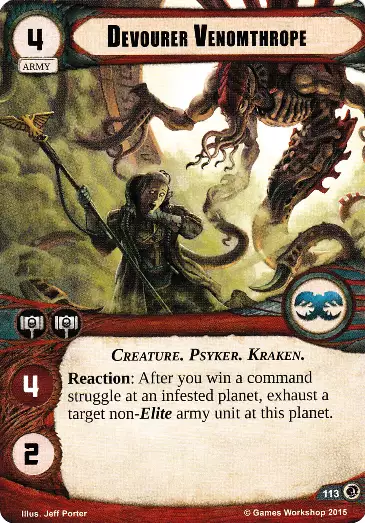 4
ARMY
DEVOURER VENOMTHROPE
CREATURE. PSYKER. KRAKEN.
4
Reaction: After you win a command
struggle at an infested planet, exhaust a
target non-Elite army unit at this planet.
2
113
Illus. Jeff Porter
© Games Workshop 2015